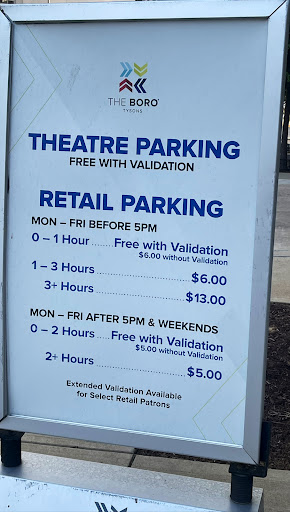 THE BORO
TYSONS
THEATRE PARKING
FREE WITH VALIDATION
RETAIL PARKING
MON – FRI BEFORE 5PM
0 – 1 Hour ...... Free with Validation
$6.00 without Validation
1 – 3 Hours .................. $6.00
3+ Hours .................. $13.00
MON – FRI AFTER 5PM & WEEKENDS
0 – 2 Hours .... Free with Validation
$5.00 without Validation
2+ Hours .................. $5.00
Extended Validation Available
for Select Retail Patrons